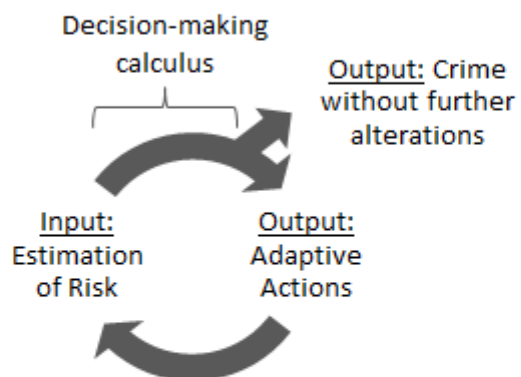 Decision-making
calculus
Output: Crime
without further
alterations
Input:
Estimation
of Risk
Output:
Adaptive
Actions